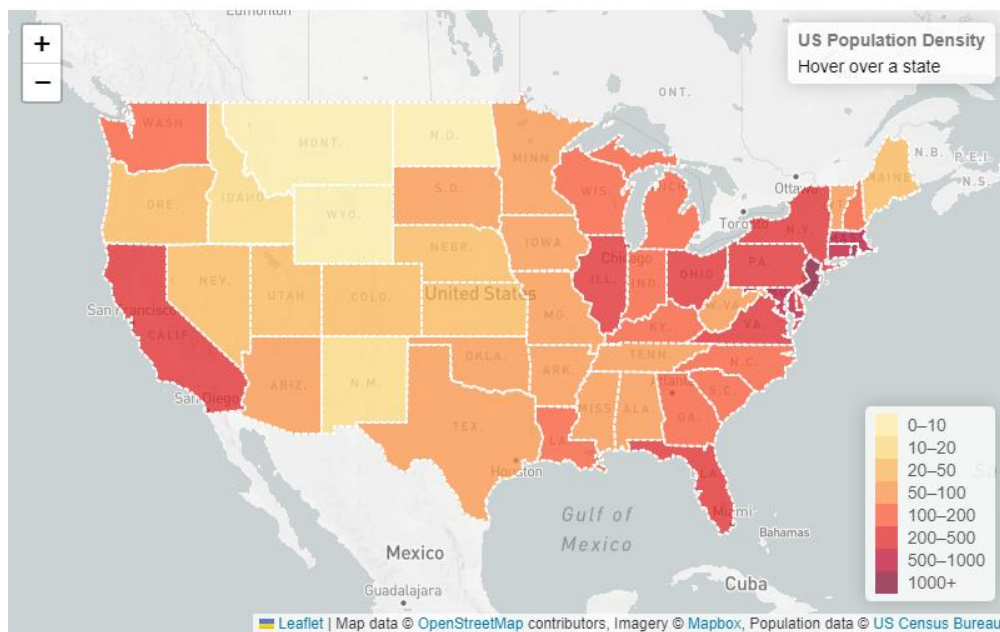 Edmonton
+
−
US Population Density
Hover over a state
ONT.
WASH.
MONT.
N.D.
MINN.
N.B.
P.E.I.
N.S.
MAINE
Ottawa
ORE.
IDAHO
WYO.
S.D.
WIS.
MICH.
Toronto
N.Y.
NEBR.
IOWA
Chicago
NEV.
UTAH
COLO.
United States
ILL.
IND.
OHIO
PA.
San Francisco
CALIF.
MO.
KY.
W.VA.
VA.
San Diego
ARIZ.
N.M.
OKLA.
ARK.
TENN.
N.C.
Atlanta
S.C.
TEX.
MISS.
ALA.
GA.
LA.
Houston
Gulf of
Mexico
Miami
Bahamas
Mexico
Guadalajara
Cuba
0–10
10–20
20–50
50–100
100–200
200–500
500–1000
1000+
Leaflet | Map data © OpenStreetMap contributors, Imagery © Mapbox, Population data © US Census Bureau